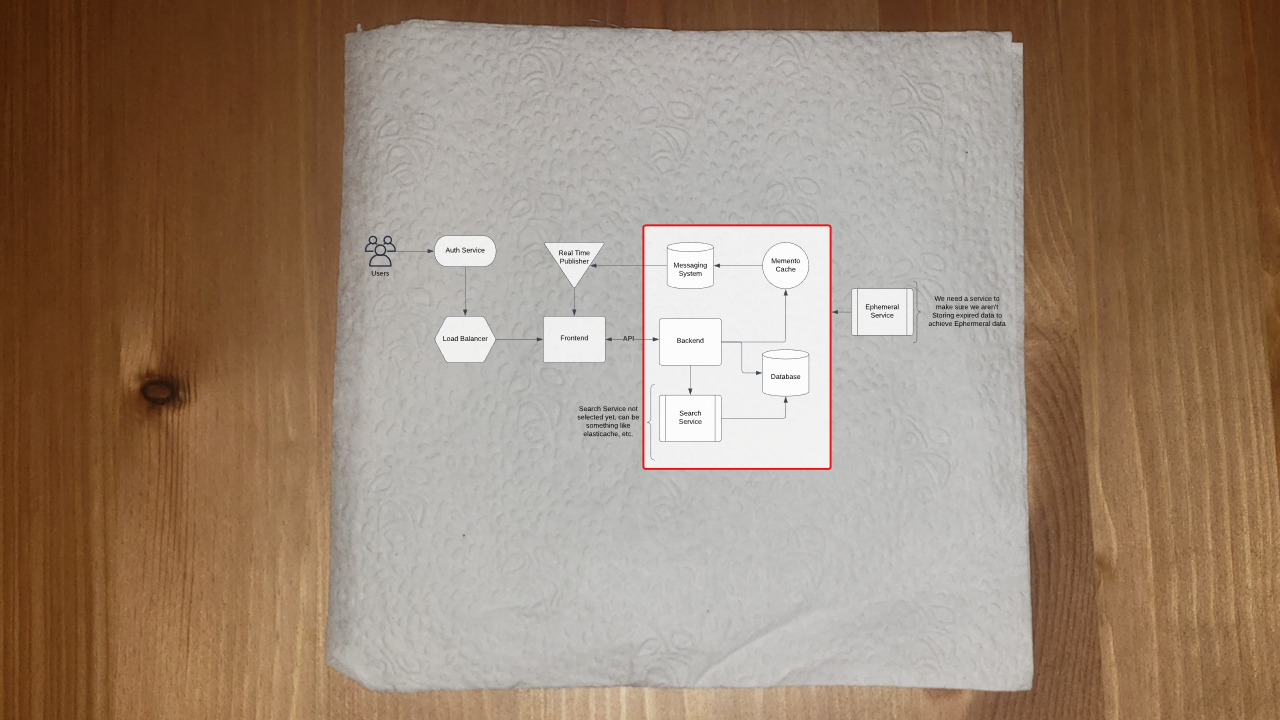 Users
Auth Service
Real Time
Publisher
Messaging
System
Memento
Cache
Ephemeral
Service
We need a service to
make sure we aren't
Storing expired data to
achieve Ephermeral data
Load Balancer
Frontend
API
Backend
Database
Search Service not
selected yet, can be
something like
elasticache, etc.
Search
Service